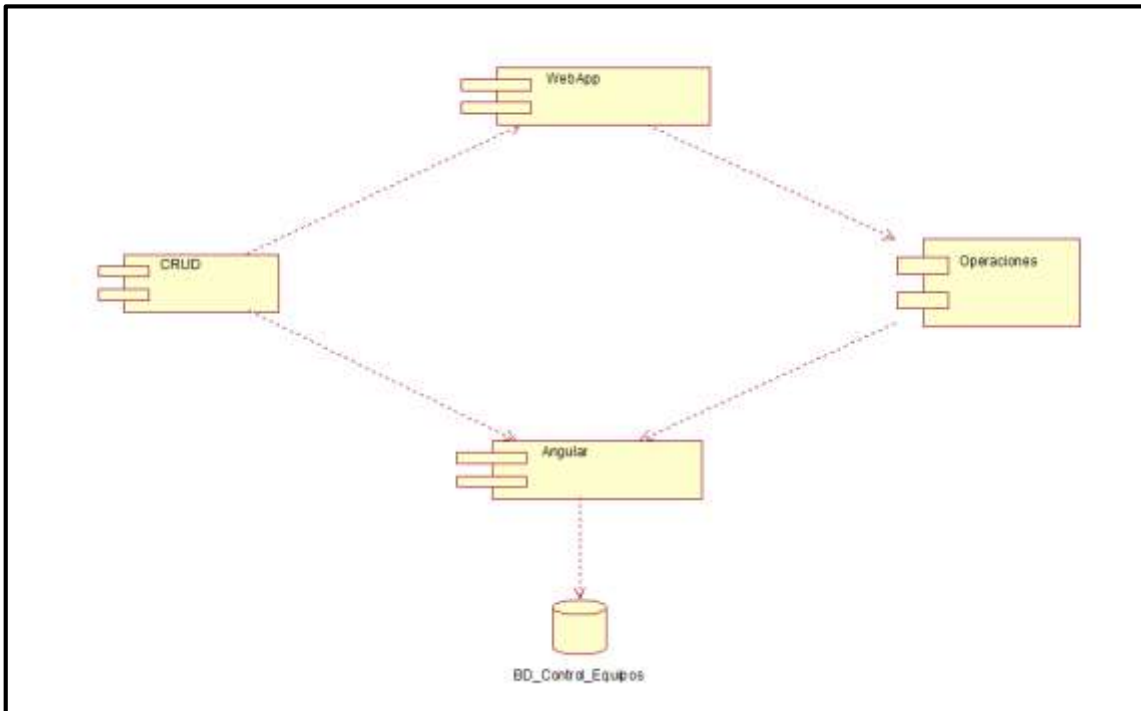 WebApp
CRUD
Operaciones
Angular
BD_Control_Equipos